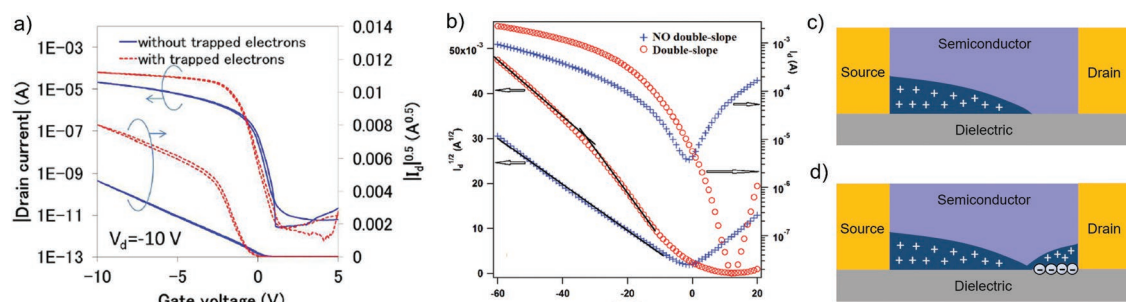 a)
|Drain current| (A)
1E-03
1E-05
1E-07
1E-09
1E-11
1E-13
without trapped electrons
with trapped electrons
V_d=-10 V
-10
-5
0
5
Gate voltage (V)
0.014
0.012
0.01
0.008
0.006
0.004
0.002
0
|I_d|^0.5 (A^0.5)
b)
I_d^1/2 (A^1/2)
50x10^-3
40
30
20
10
0
+ NO double-slope
o Double-slope
-60
-40
-20
0
20
10^-3
10^-4
10^-5
10^-6
10^-7
I_d (A)
c)
Source
Semiconductor
Drain
+ + + + + + + + + +
Dielectric
d)
Source
Semiconductor
Drain
Dielectric